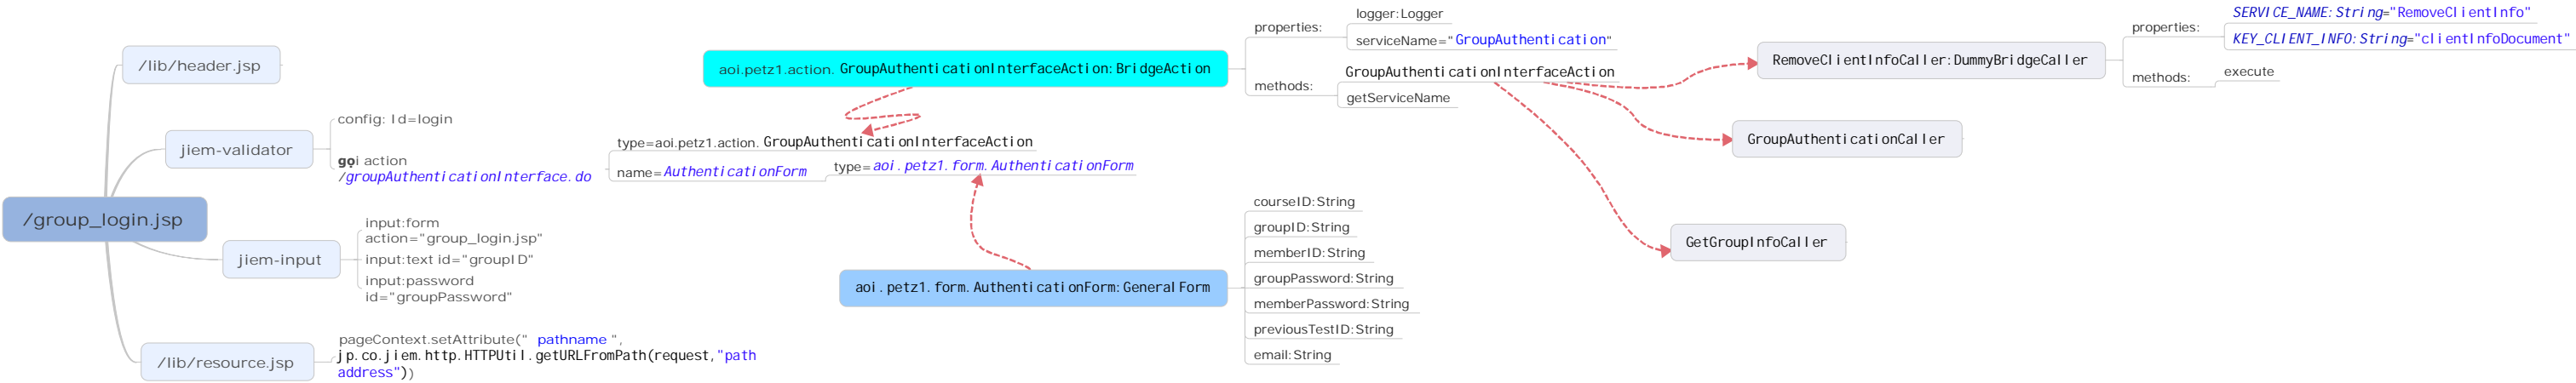 /group_login.jsp
/lib/header.jsp
jiem-validator
config: Id=login
gọi action
/groupAuthenticationInterface.do
type=aoi.petz1.action. GroupAuthenticationInterfaceAction
name=AuthenticationForm
type=aoi.petz1.form.AuthenticationForm
jiem-input
input:form
action="group_login.jsp"
input:text id="groupID"
input:password
id="groupPassword"
/lib/resource.jsp
pageContext.setAttribute(" pathname ",
jp.co.jiem.http.HTTPUtil.getURLFromPath(request,"path
address"))
aoi.petz1.action. GroupAuthenticationInterfaceAction:BridgeAction
properties:
logger:Logger
serviceName="GroupAuthentication"
methods:
GroupAuthenticationInterfaceAction
getServiceName
aoi.petz1.form.AuthenticationForm:GeneralForm
courseID:String
groupID:String
memberID:String
groupPassword:String
memberPassword:String
previousTestID:String
email:String
RemoveClientInfoCaller:DummyBridgeCaller
properties:
SERVICE_NAME:String="RemoveClientInfo"
KEY_CLIENT_INFO:String="clientInfoDocument"
methods:
execute
GroupAuthenticationCaller
GetGroupInfoCaller